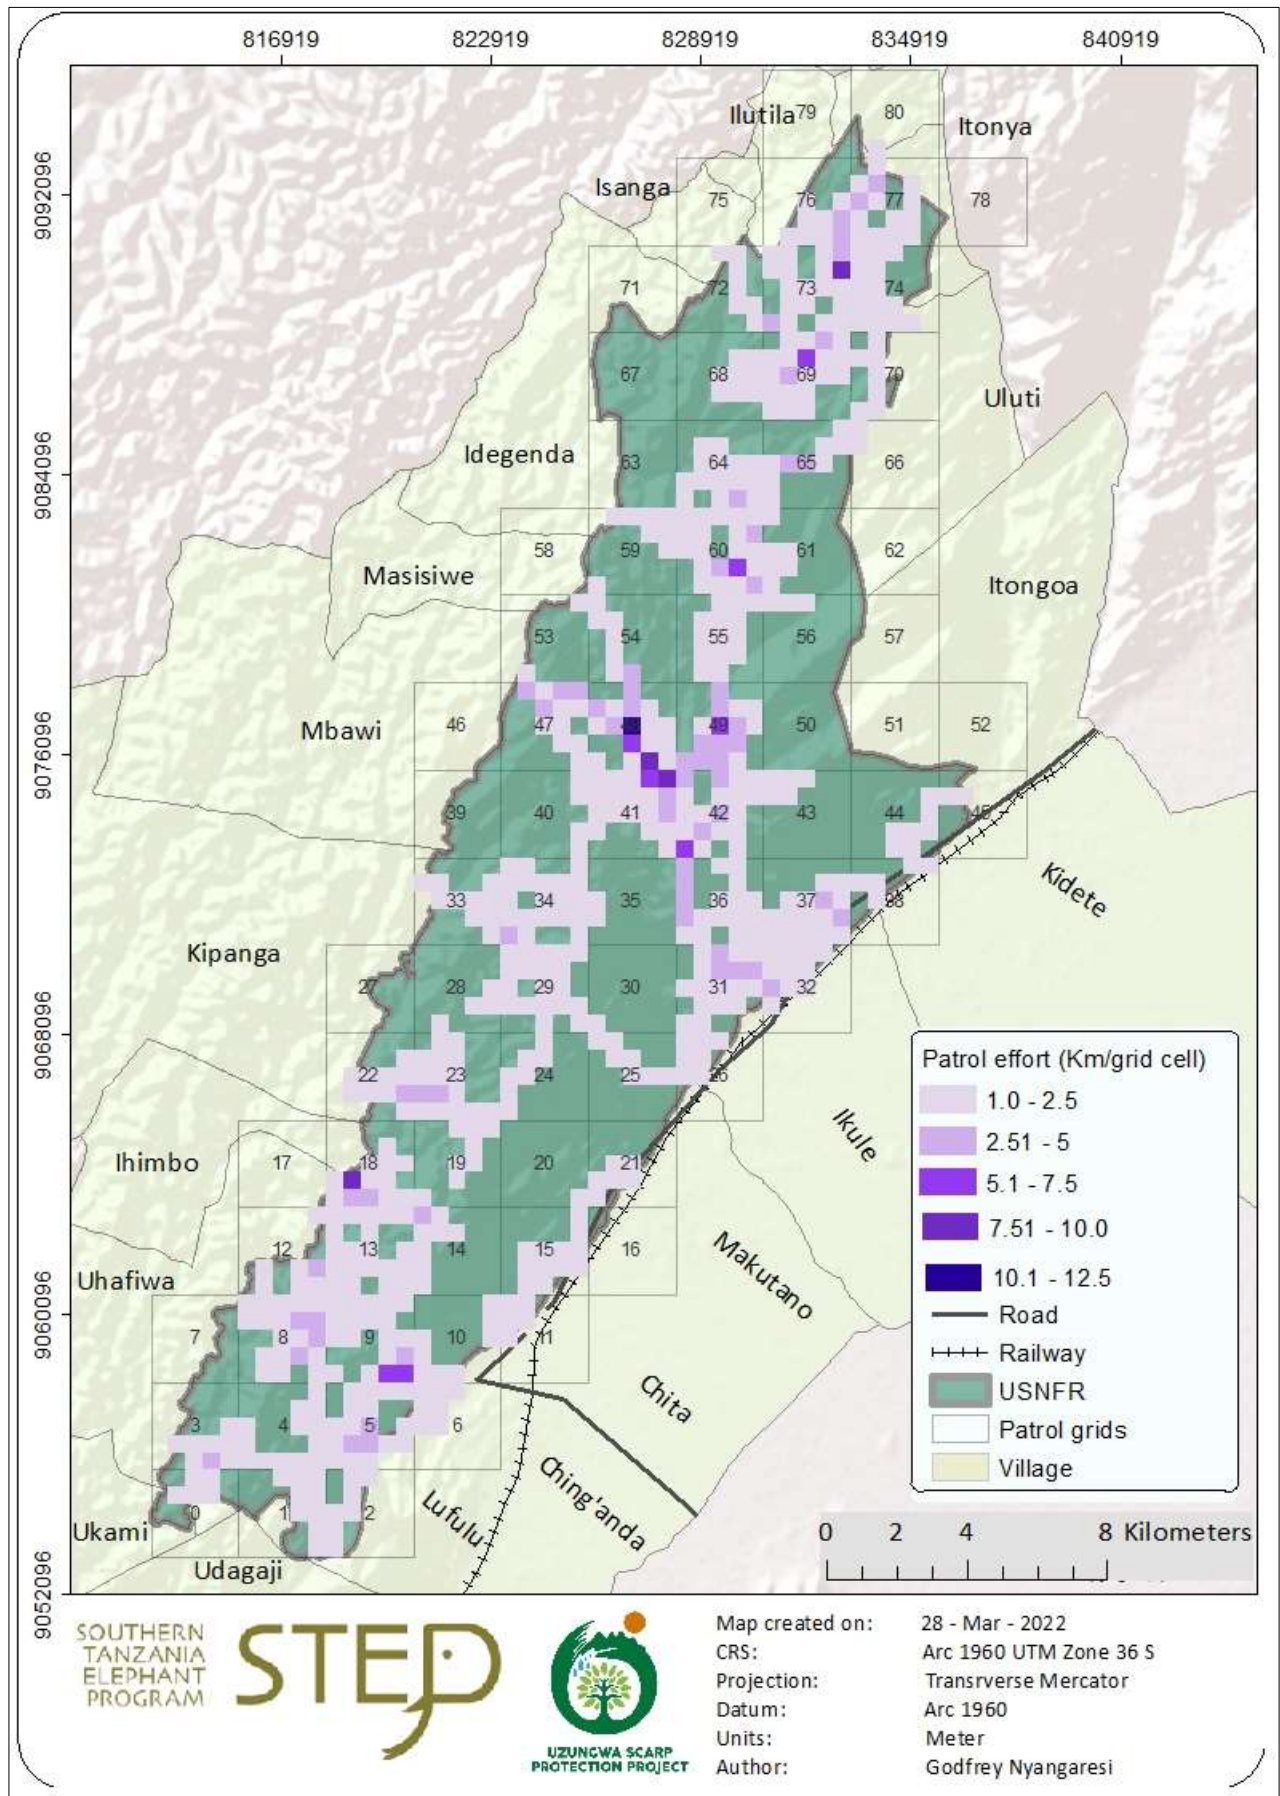 816919 822919 828919 834919 840919
Ilutila 79 80 Itonya
9092096
Isanga 75 76 77 78
71 72 73 74
67 68 69 70
Uluti
9084096
Idegenda 63 64 65 66
58 59 60 61 62
Masisiwe Itongoa
53 54 55 56 57
9076096
Mbawi 46 47 48 49 50 51 52
39 40 41 42 43 44 45
Kidete
33 34 35 36 37 38
Kipanga
27 28 29 30 31 32
9068096
22 23 24 25 26
Ikule
Ihimbo 17 18 19 20 21
12 13 14 15 16
Makutano
Uhafiwa
9060096
7 8 9 10 11
Chita
3 4 5 6
Ching'anda
Lufulu
0 1 2
Ukami
Udagaji
9052096
Patrol effort (Km/grid cell)
1.0 - 2.5
2.51 - 5
5.1 - 7.5
7.51 - 10.0
10.1 - 12.5
Road
Railway
USNFR
Patrol grids
Village
0 2 4 8 Kilometers
SOUTHERN
TANZANIA
ELEPHANT
PROGRAM
STEP
UZUNGWA SCARP
PROTECTION PROJECT
Map created on: 28 - Mar - 2022
CRS: Arc 1960 UTM Zone 36 S
Projection: Transrverse Mercator
Datum: Arc 1960
Units: Meter
Author: Godfrey Nyangaresi